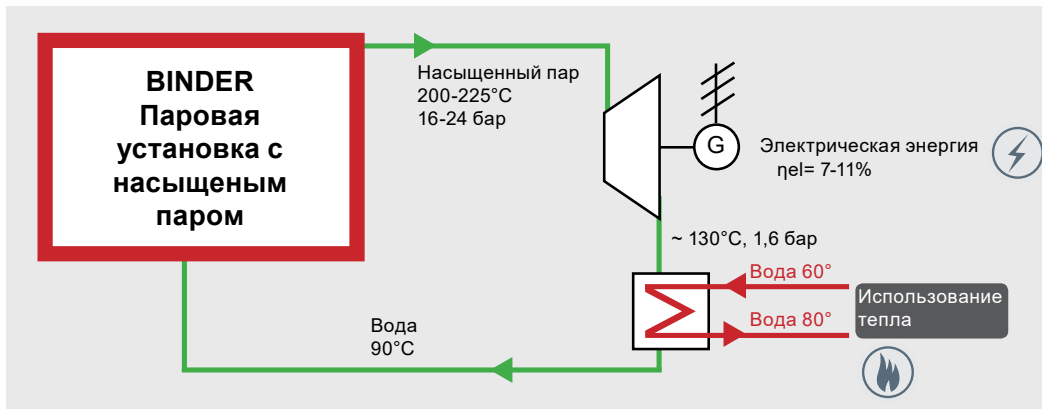 BINDER
Паровая
установка с
насыщеным
паром
Насыщенный пар
200-225°C
16-24 бар
G
Электрическая энергия
ηel= 7-11%
~ 130°C, 1,6 бар
Вода 60°
Использование
тепла
Вода 80°
Вода
90°C